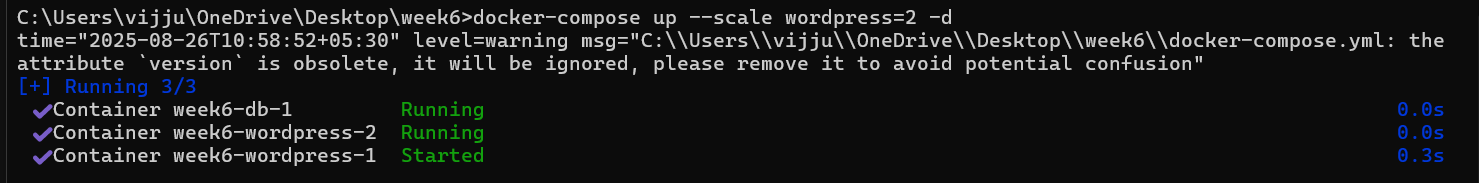 C:\Users\vijju\OneDrive\Desktop\week6>docker-compose up --scale wordpress=2 -d
time="2025-08-26T10:58:52+05:30" level=warning msg="C:\\Users\\vijju\\OneDrive\\Desktop\\week6\\docker-compose.yml: the
attribute `version` is obsolete, it will be ignored, please remove it to avoid potential confusion"
[+] Running 3/3
✔Container week6-db-1 Running 0.0s
✔Container week6-wordpress-2 Running 0.0s
✔Container week6-wordpress-1 Started 0.3s